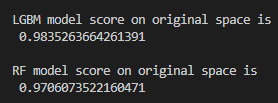 LGBM model score on original space is
0.9835263664261391
RF model score on original space is
0.9706073522160471